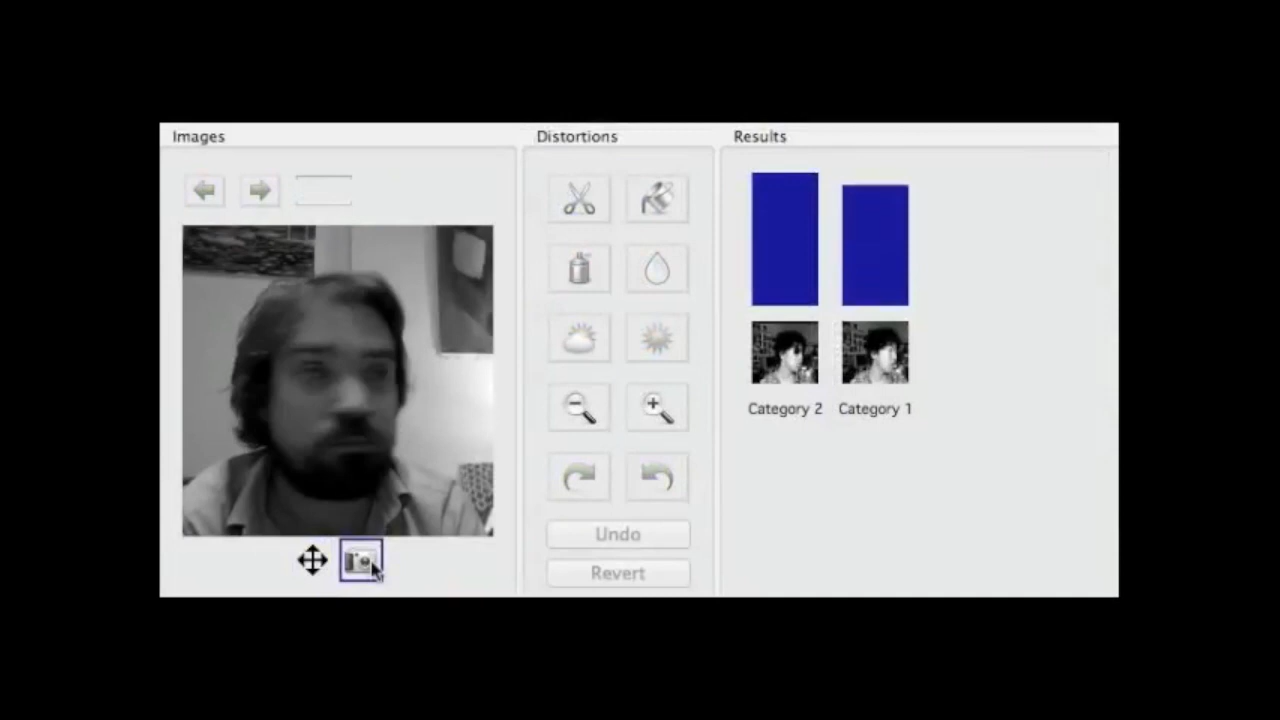 Images
Distortions
Results
Category 2
Category 1
Undo
Revert